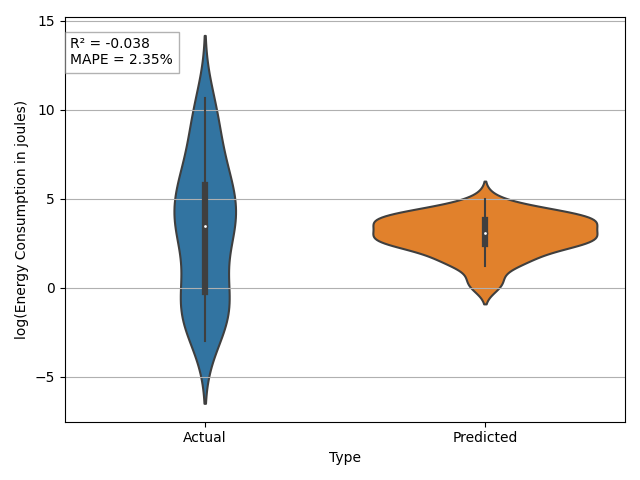 R² = -0.038
MAPE = 2.35%
15
10
5
0
−5
log(Energy Consumption in joules)
Actual
Predicted
Type